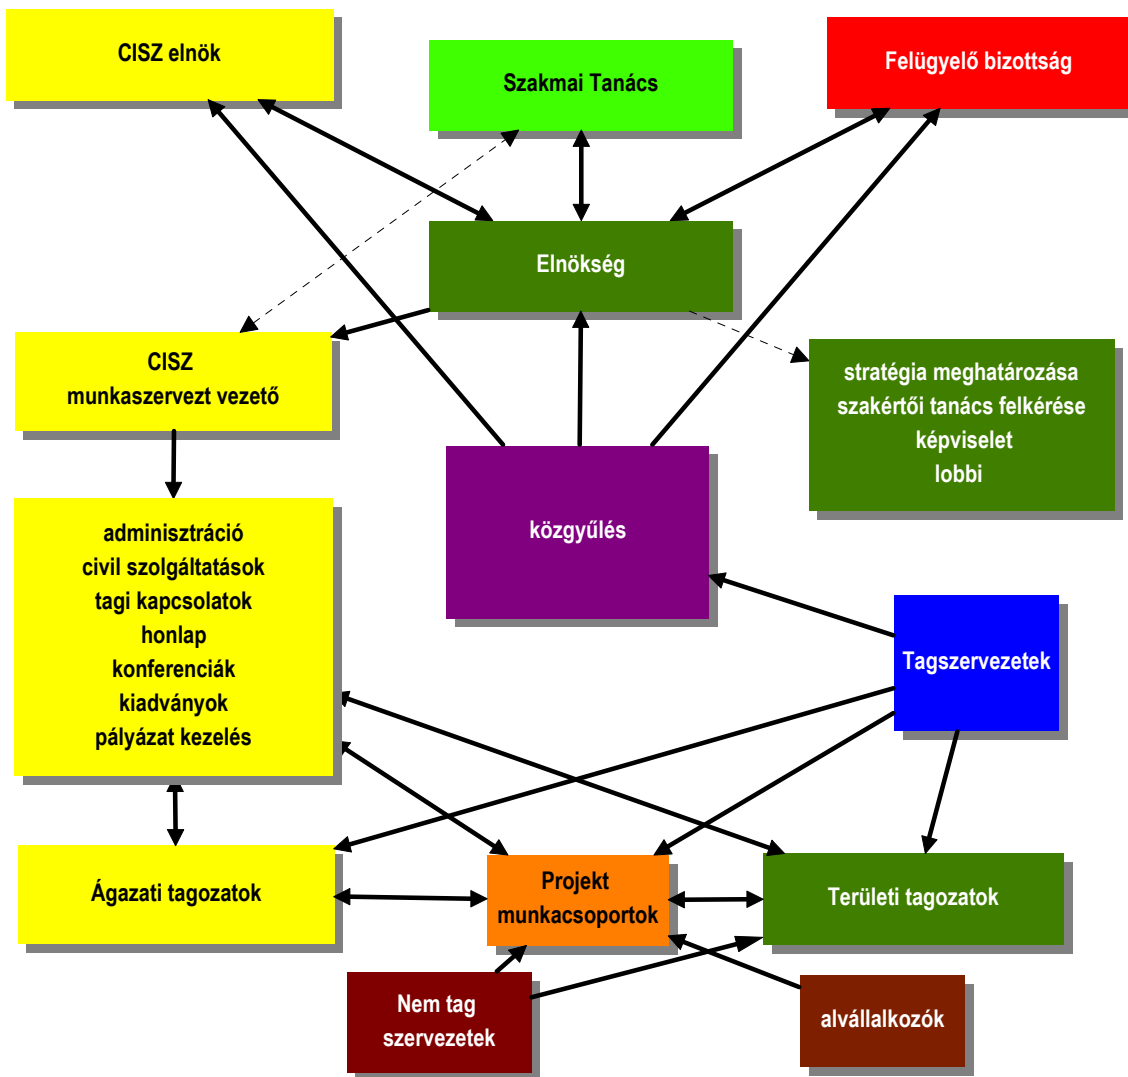 CISZ elnök
Szakmai Tanács
Felügyelő bizottság
Elnökség
CISZ
munkaszervezt vezető
stratégia meghatározása
szakértői tanács felkérése
képviselet
lobbi
közgyűlés
adminisztráció
civil szolgáltatások
tagi kapcsolatok
honlap
konferenciák
kiadványok
pályázat kezelés
Tagszervezetek
Ágazati tagozatok
Projekt
munkacsoportok
Területi tagozatok
Nem tag
szervezetek
alvállalkozók